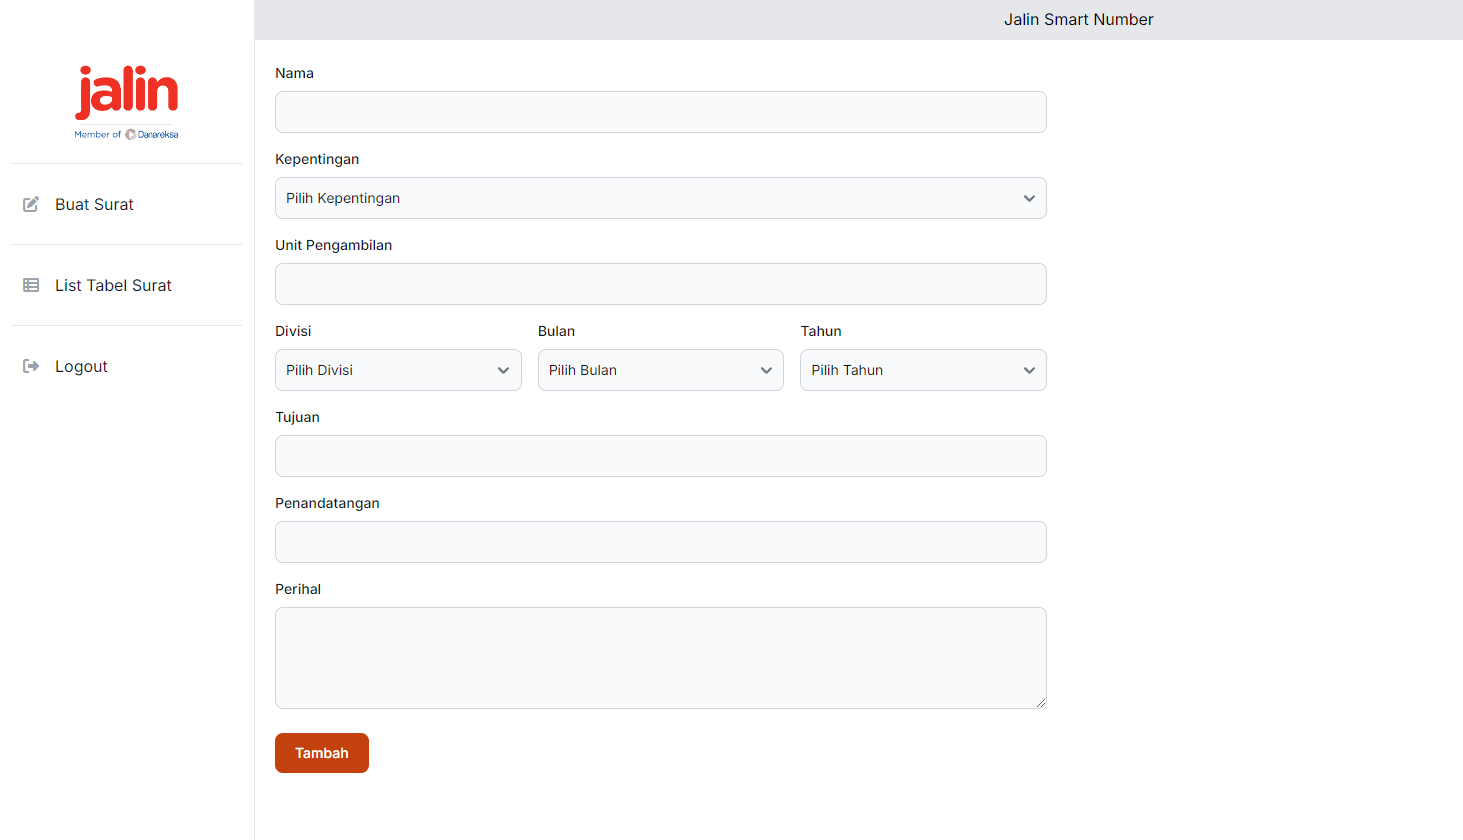 Jalin Smart Number
jalin
Member of Danareksa
Buat Surat
List Tabel Surat
Logout
Nama
Kepentingan
Pilih Kepentingan
Unit Pengambilan
Divisi Bulan Tahun
Pilih Divisi Pilih Bulan Pilih Tahun
Tujuan
Penandatangan
Perihal
Tambah